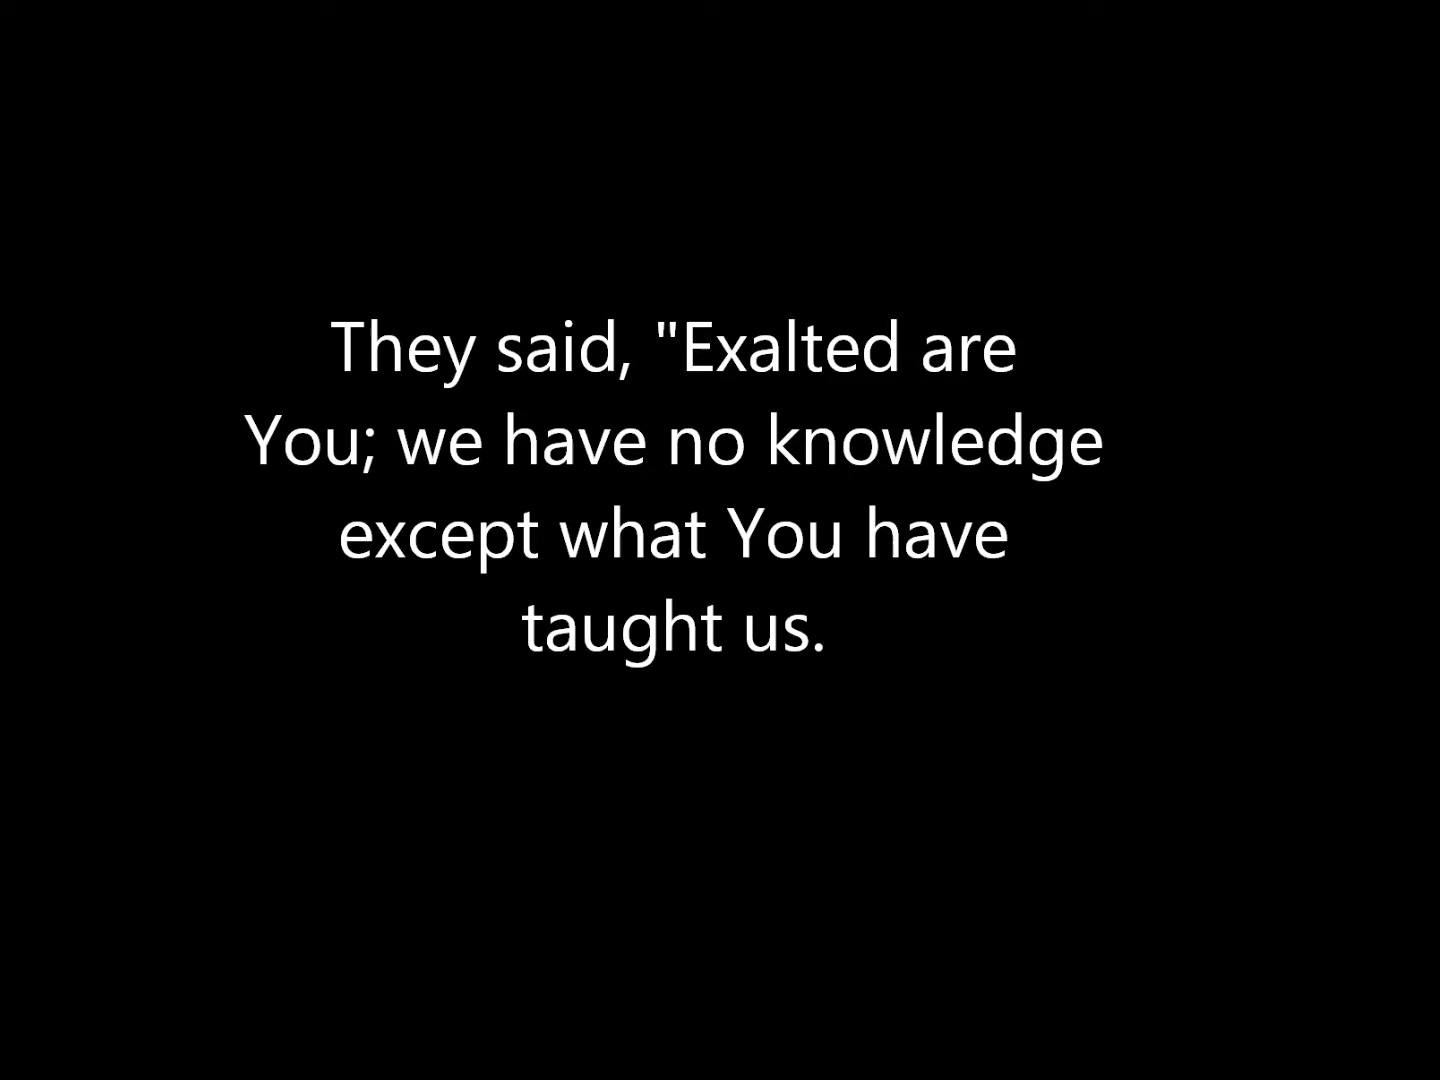 They said, "Exalted are
You; we have no knowledge
except what You have
taught us.